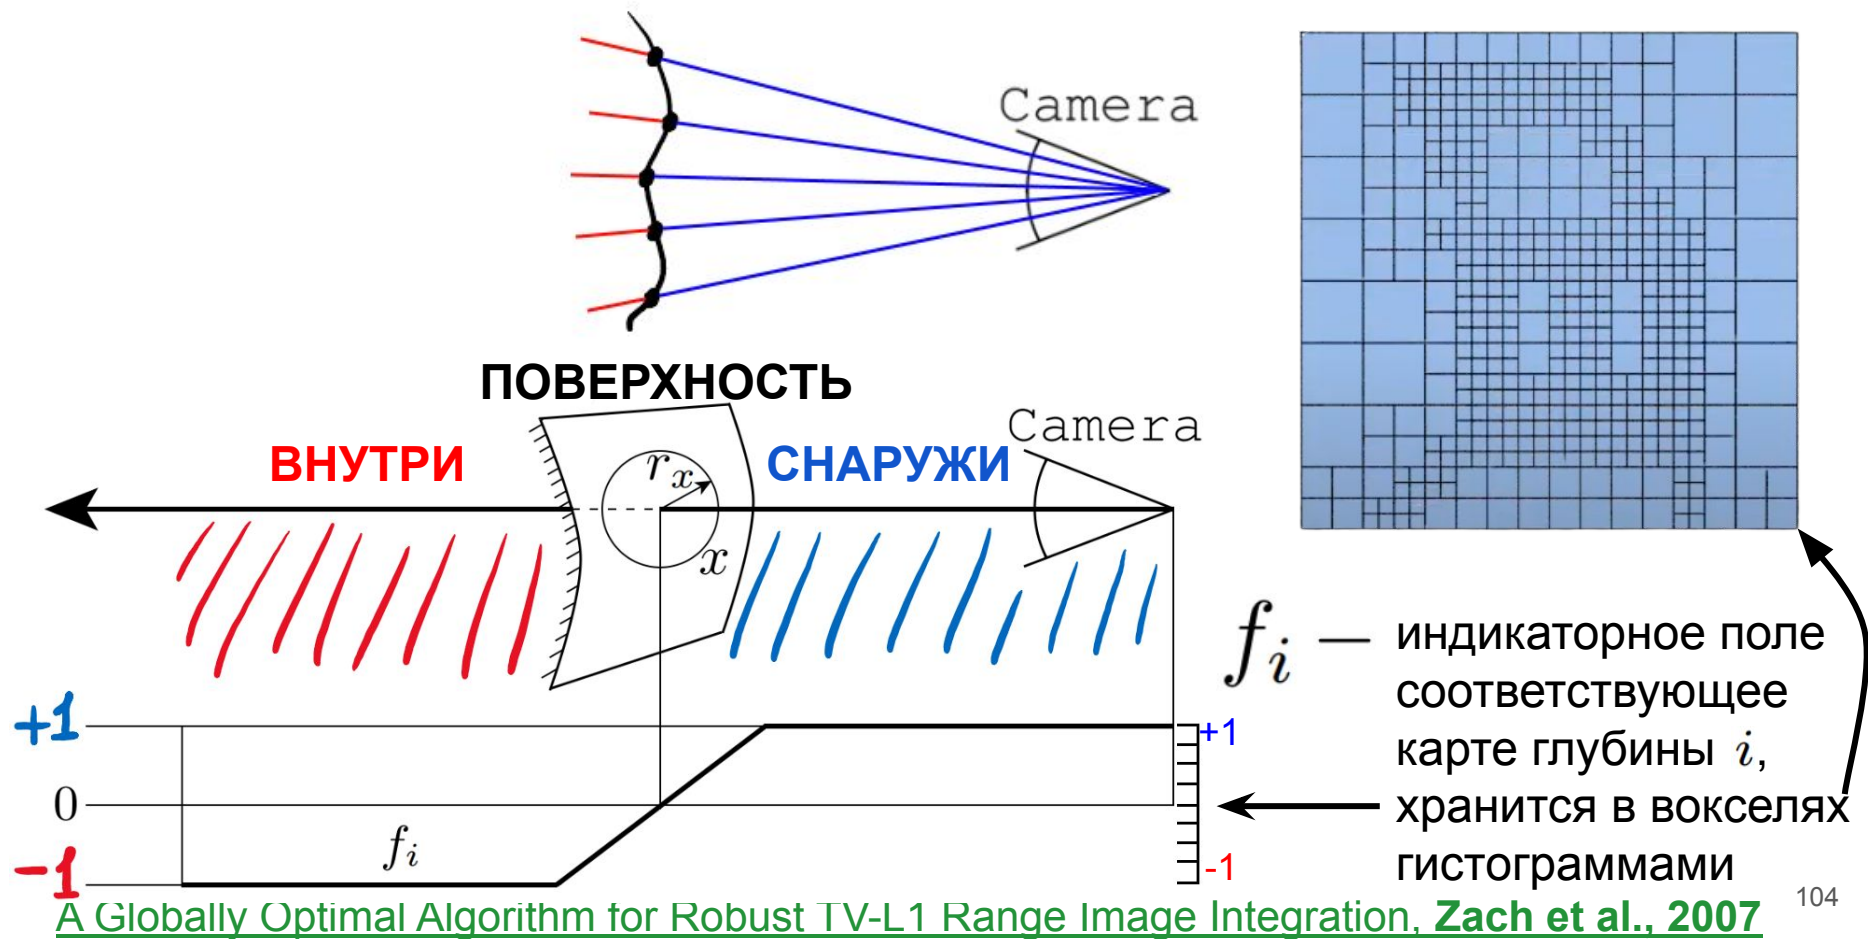 Camera
ПОВЕРХНОСТЬ
Camera
ВНУТРИ
СНАРУЖИ
r_x
x
f_i — индикаторное поле
соответствующее
карте глубины i,
хранится в вокселях
гистограммами
+1
+1
0
f_i
-1
-1
104
A Globally Optimal Algorithm for Robust TV-L1 Range Image Integration, Zach et al., 2007